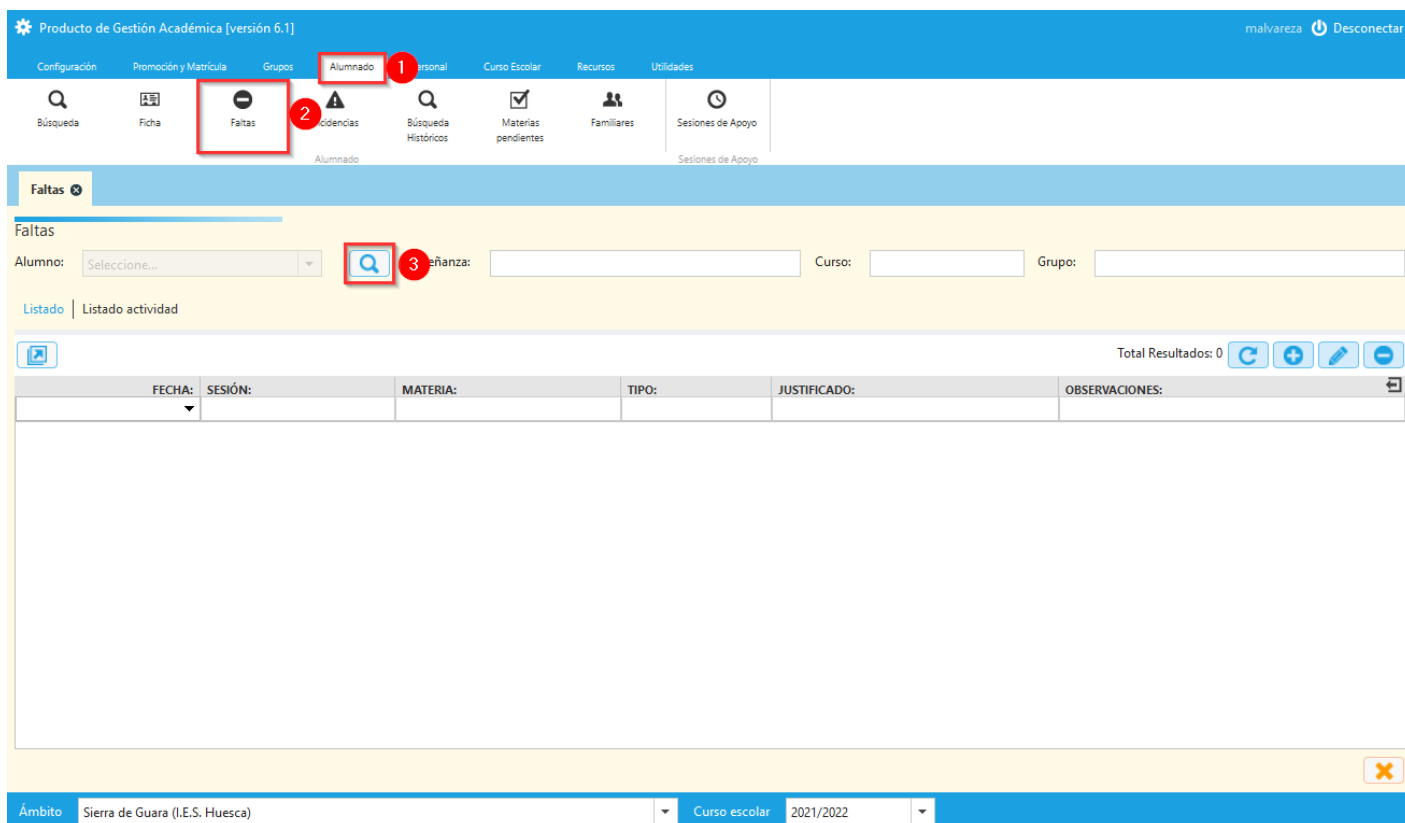 Producto de Gestión Académica [versión 6.1] malvareza Desconectar
Configuración Promoción y Matrícula Grupos Alumnado 1 ersonal Curso Escolar Recursos Utilidades
Búsqueda Ficha Faltas 2 cidencias Búsqueda Históricos Materias pendientes Familiares Sesiones de Apoyo
Alumnado Sesiones de Apoyo
Faltas
Faltas
Alumno: Seleccione... 3 eñanza: Curso: Grupo:
Listado Listado actividad
Total Resultados: 0
FECHA: SESIÓN: MATERIA: TIPO: JUSTIFICADO: OBSERVACIONES:
Ámbito Sierra de Guara (I.E.S. Huesca) Curso escolar 2021/2022